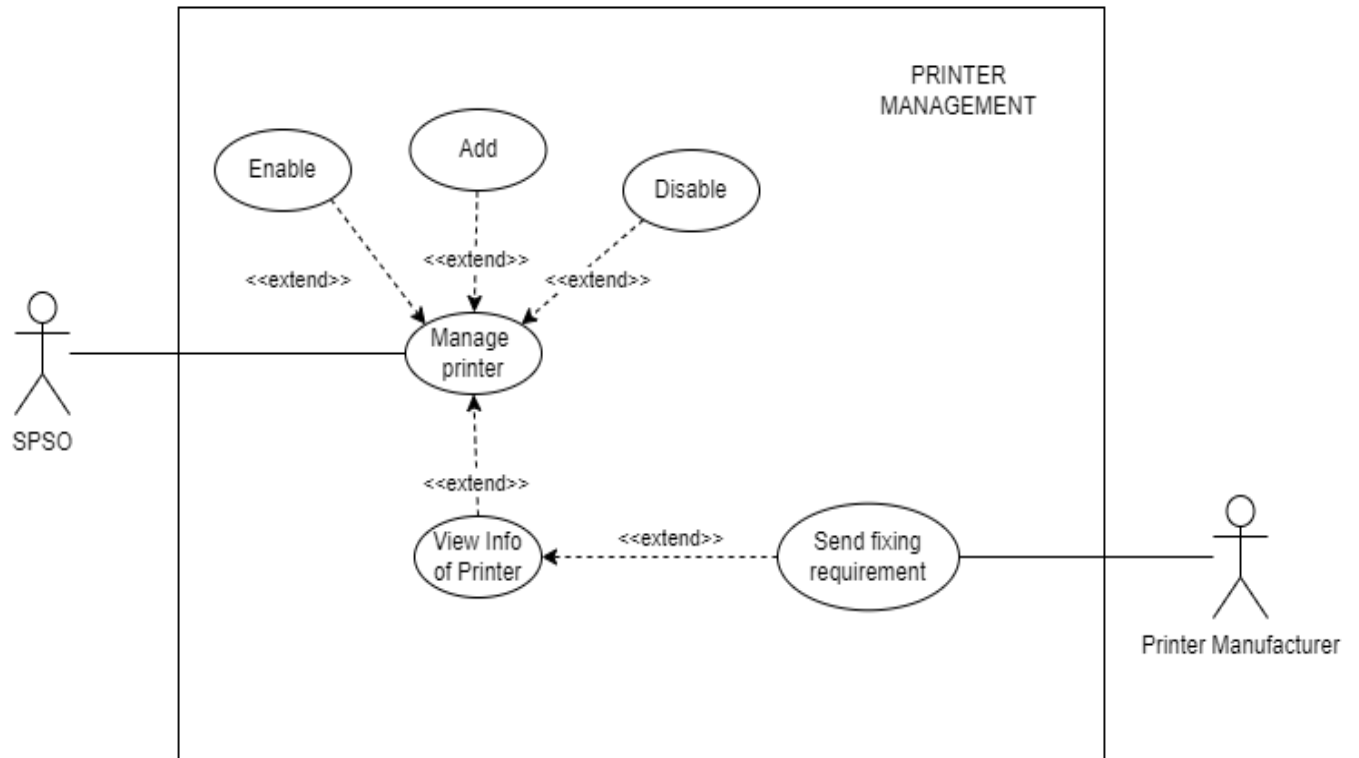 PRINTER
MANAGEMENT
Enable
Add
Disable
<<extend>>
<<extend>>
<<extend>>
Manage
printer
SPSO
<<extend>>
View Info
of Printer
<<extend>>
Send fixing
requirement
Printer Manufacturer